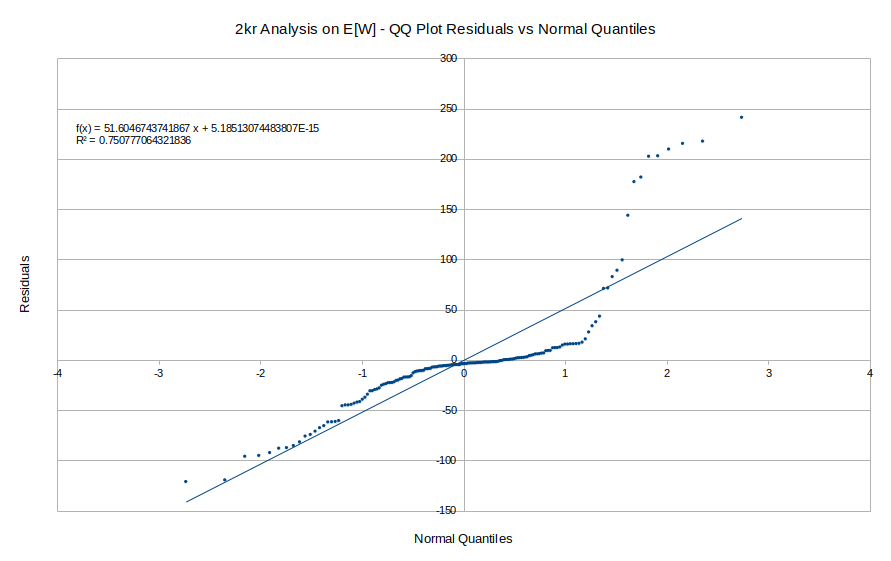 2kr Analysis on E[W] - QQ Plot Residuals vs Normal Quantiles
300
250
f(x) = 51.6046743741867 x + 5.18513074483807E-15
R² = 0.750777064321836
200
150
100
50
0
-4 -3 -2 -1 0 1 2 3 4
-50
-100
-150
Residuals
Normal Quantiles